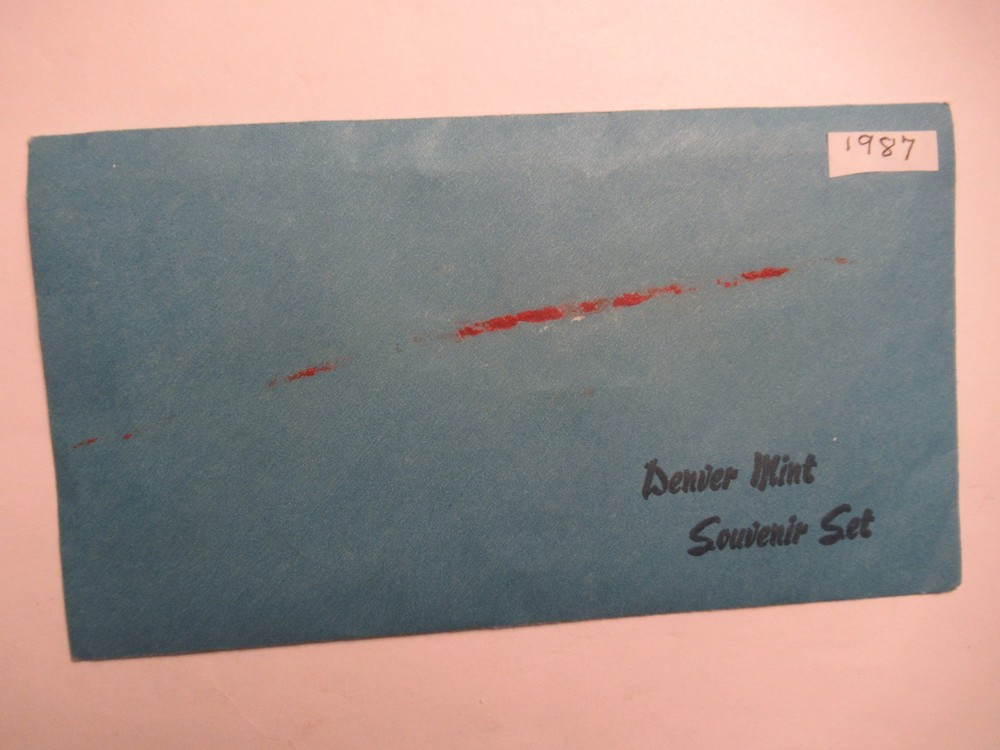 1987
Denver Mint
Souvenir Set